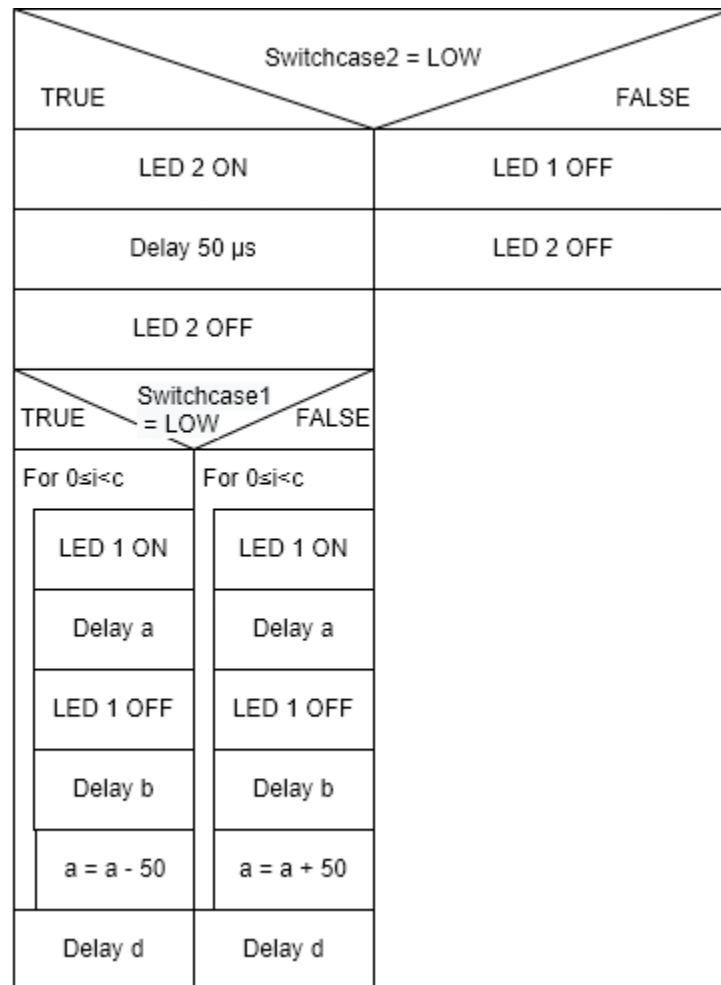 Switchcase2 = LOW
TRUE
FALSE
LED 2 ON
LED 1 OFF
Delay 50 µs
LED 2 OFF
LED 2 OFF
Switchcase1
= LOW
TRUE
FALSE
For 0≤i<c
For 0≤i<c
LED 1 ON
LED 1 ON
Delay a
Delay a
LED 1 OFF
LED 1 OFF
Delay b
Delay b
a = a - 50
a = a + 50
Delay d
Delay d